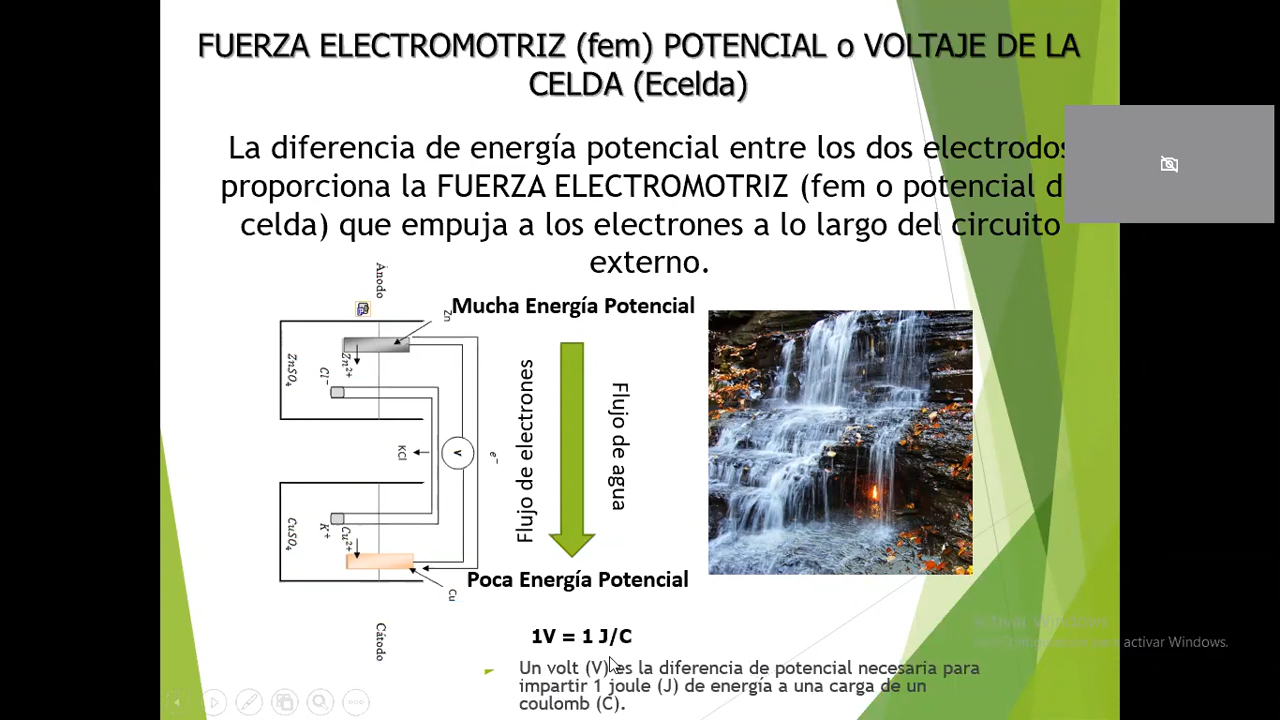 FUERZA ELECTROMOTRIZ (fem) POTENCIAL o VOLTAJE DE LA
CELDA (Ecelda)
La diferencia de energía potencial entre los dos electrodos
proporciona la FUERZA ELECTROMOTRIZ (fem o potencial d
celda) que empuja a los electrones a lo largo del circuito
externo.
Ánodo
Mucha Energía Potencial
Zn
Zn²⁺
ZnSO₄
Cl⁻
Flujo de electrones
Flujo de agua
KCl
V
e⁻
CuSO₄
K⁺
Cu²⁺
Poca Energía Potencial
Cu
Cátodo
1V = 1 J/C
Un volt (V) es la diferencia de potencial necesaria para
impartir 1 joule (J) de energía a una carga de un
coulomb (C).
activar Windows.